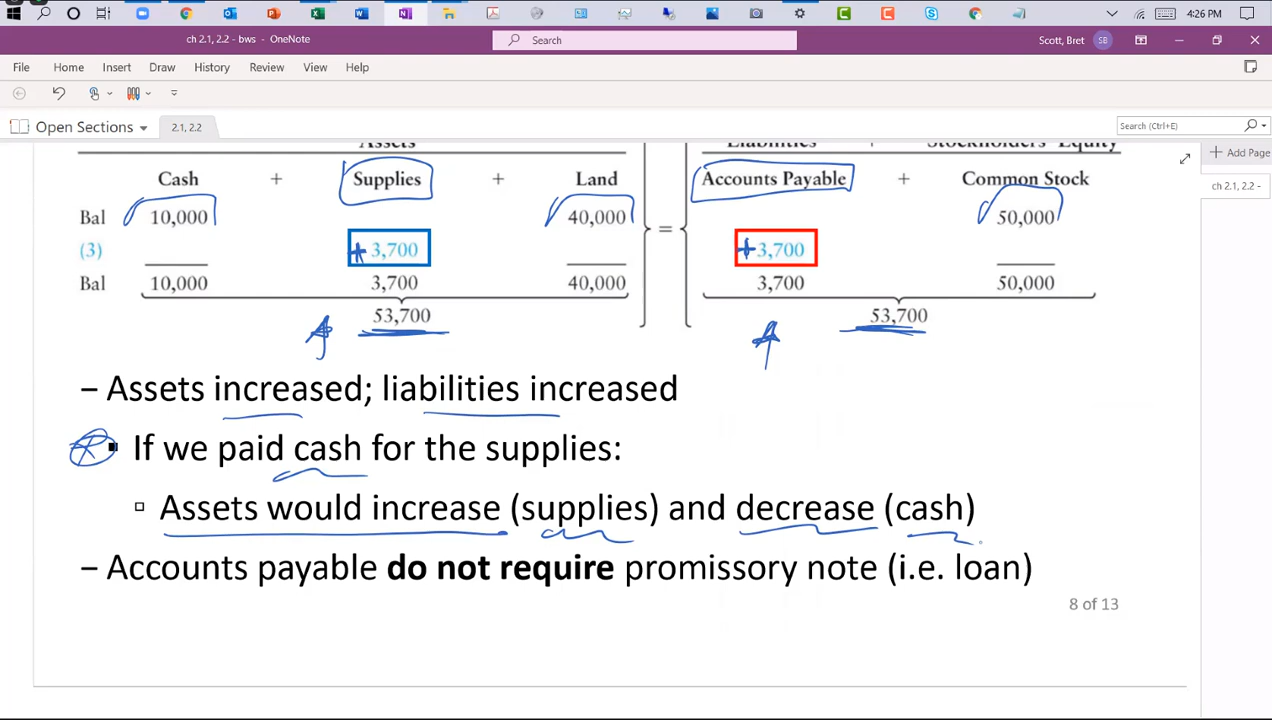 4:26 PM
ch 2.1, 2.2 - bws - OneNote
Search
Scott, Bret
SB
File Home Insert Draw History Review View Help
Open Sections
2.1, 2.2
Search (Ctrl+E)
Add Page
ch 2.1, 2.2 -
Assets Liabilities + Stockholders' Equity
Cash + Supplies + Land Accounts Payable + Common Stock
Bal 10,000 40,000 = 50,000
(3) + 3,700 + 3,700
Bal 10,000 3,700 40,000 3,700 50,000
53,700 53,700
– Assets increased; liabilities increased
▪ If we paid cash for the supplies:
▫ Assets would increase (supplies) and decrease (cash)
– Accounts payable do not require promissory note (i.e. loan)
8 of 13